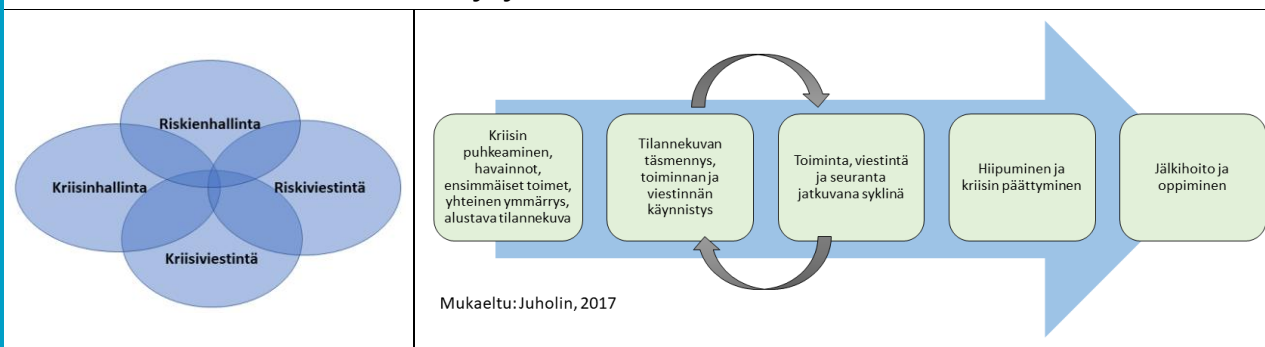 Riskienhallinta
Kriisinhallinta
Riskiviestintä
Kriisiviestintä
Kriisin
puhkeaminen,
havainnot,
ensimmäiset toimet,
yhteinen ymmärrys,
alustava tilannekuva
Tilannekuvan
täsmennys,
toiminnan ja
viestinnän
käynnistys
Toiminta, viestintä
ja seuranta
jatkuvana syklinä
Hiipuminen ja
kriisin päättyminen
Jälkihoito ja
oppiminen
Mukaeltu: Juholin, 2017